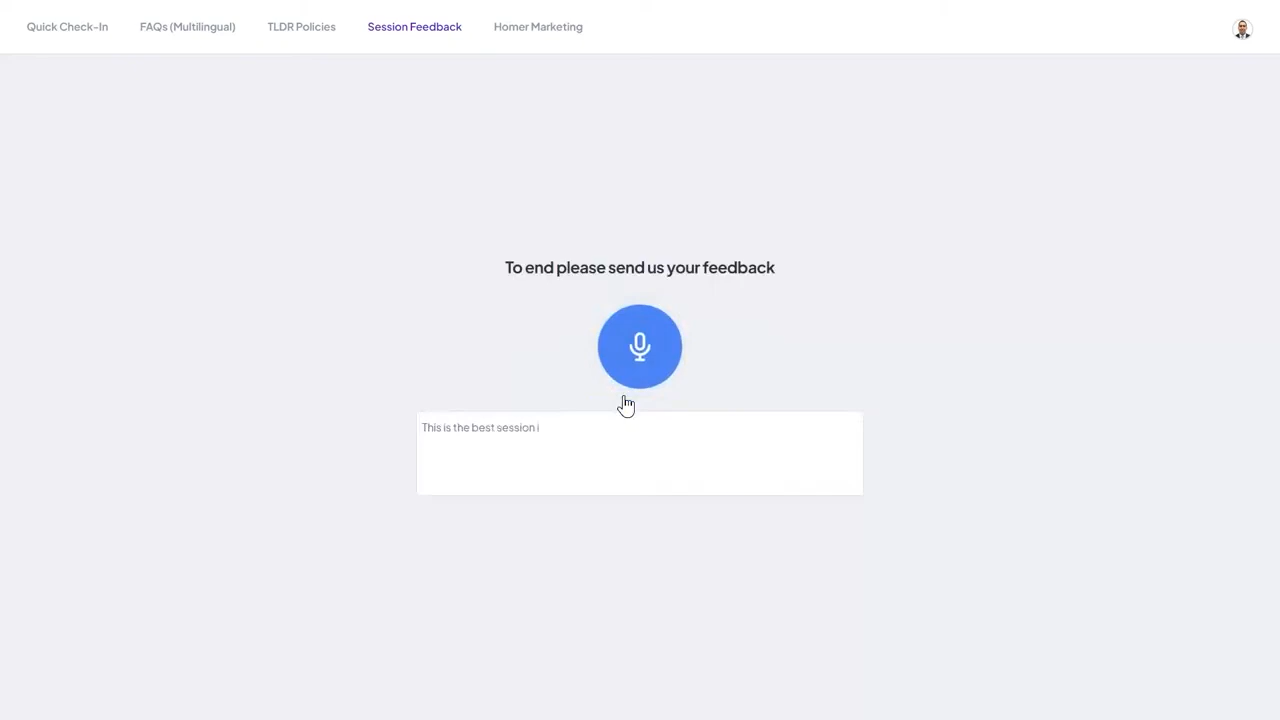 Quick Check-In FAQs (Multilingual) TLDR Policies Session Feedback Homer Marketing
To end please send us your feedback
This is the best session i